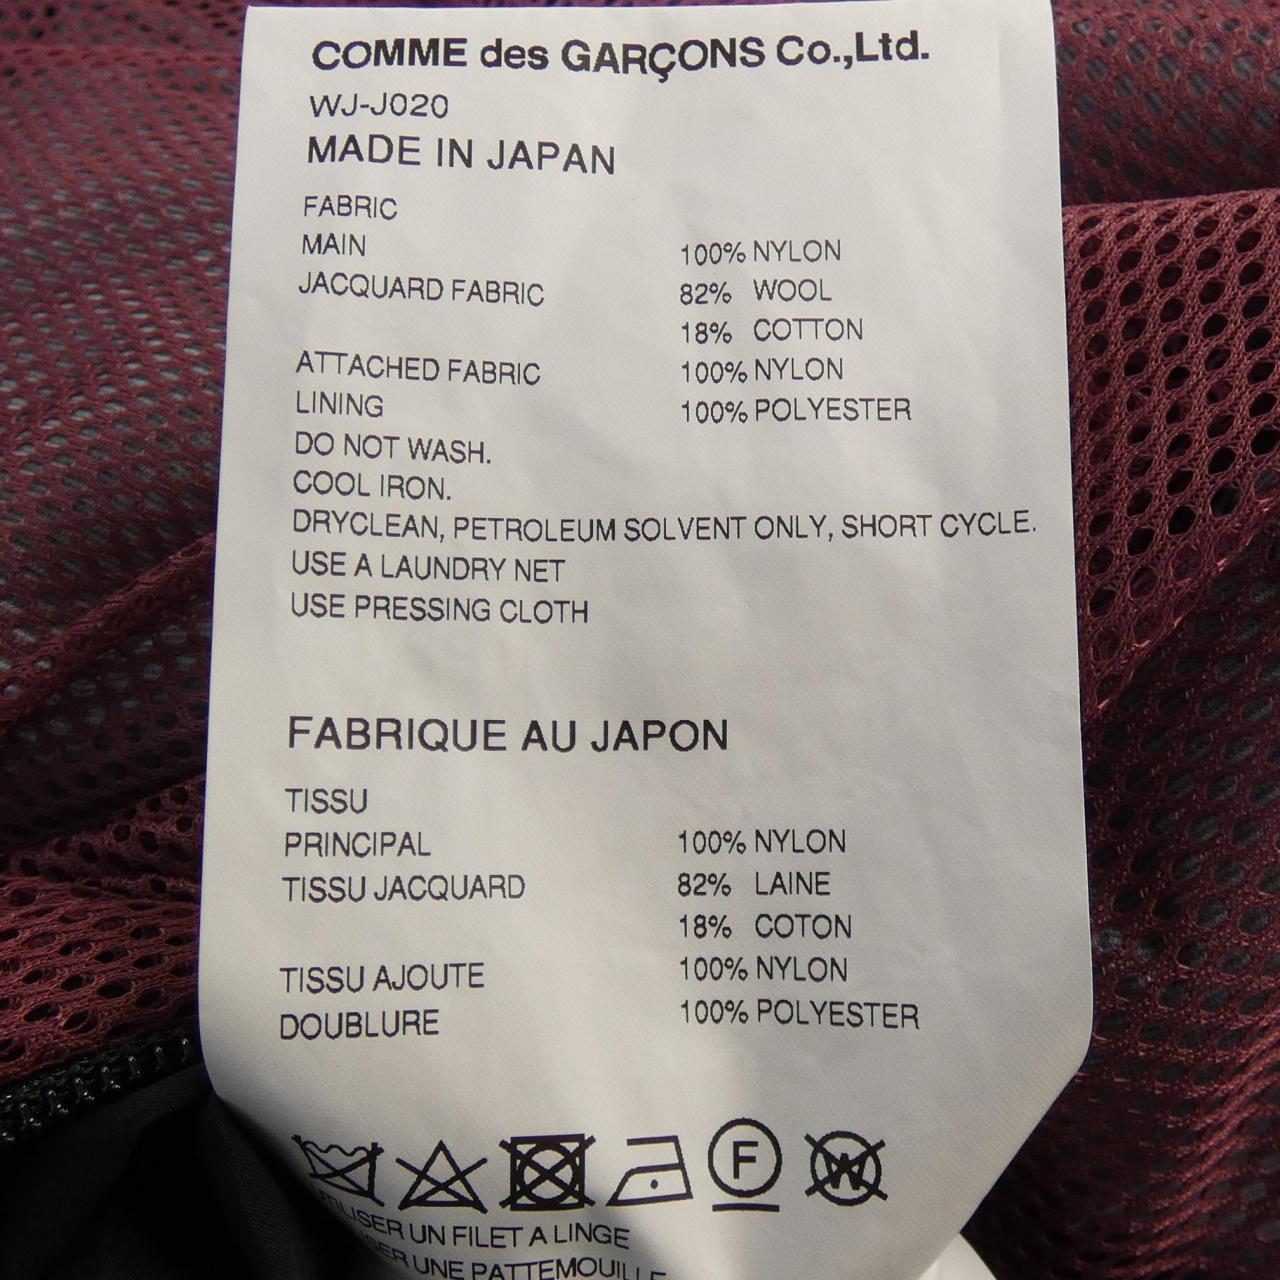 COMME des GARÇONS Co.,Ltd.
WJ-J020
MADE IN JAPAN
FABRIC
MAIN 100% NYLON
JACQUARD FABRIC 82% WOOL
18% COTTON
ATTACHED FABRIC 100% NYLON
LINING 100% POLYESTER
DO NOT WASH.
COOL IRON.
DRYCLEAN, PETROLEUM SOLVENT ONLY, SHORT CYCLE.
USE A LAUNDRY NET
USE PRESSING CLOTH
FABRIQUE AU JAPON
TISSU
PRINCIPAL 100% NYLON
TISSU JACQUARD 82% LAINE
18% COTON
TISSU AJOUTE 100% NYLON
DOUBLURE 100% POLYESTER
F W
UN FILET A LINGE
UNE PATTEMOUILLE